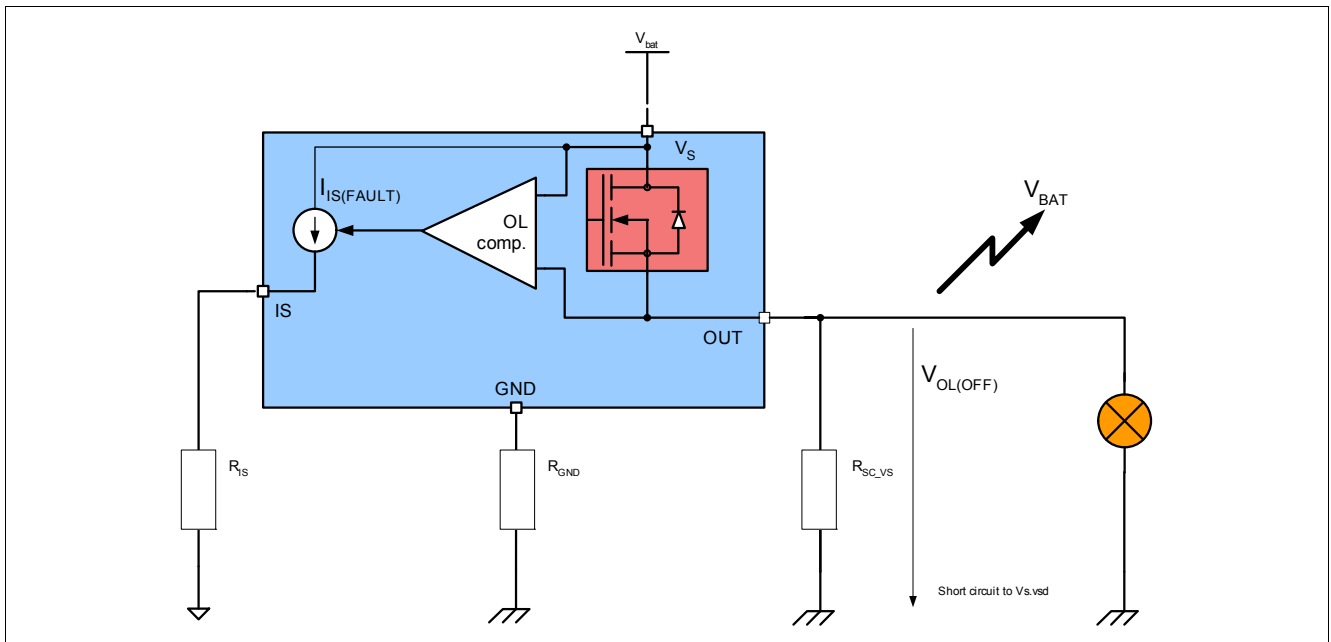 Vbat
VS
IIS(FAULT)
OL
comp.
VBAT
IS
OUT
VOL(OFF)
GND
RIS
RGND
RSC_VS
Short circuit to Vs.vsd